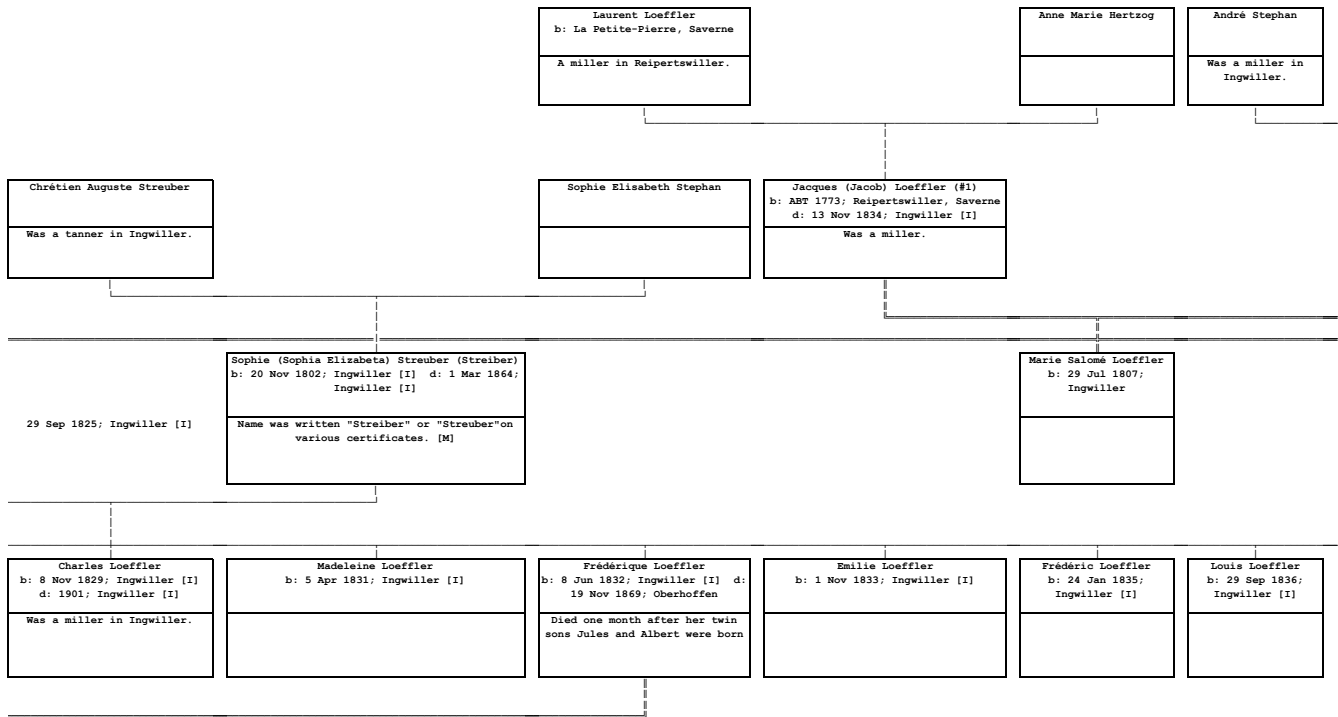 Laurent Loeffler
b: La Petite-Pierre, Saverne
A miller in Reipertswiller.
Anne Marie Hertzog
André Stephan
Was a miller in
Ingwiller.
Chrétien Auguste Streuber
Was a tanner in Ingwiller.
Sophie Elisabeth Stephan
Jacques (Jacob) Loeffler (#1)
b: ABT 1773; Reipertswiller, Saverne
d: 13 Nov 1834; Ingwiller [I]
Was a miller.
29 Sep 1825; Ingwiller [I]
Sophie (Sophia Elizabeta) Streuber (Streiber)
b: 20 Nov 1802; Ingwiller [I] d: 1 Mar 1864;
Ingwiller [I]
Name was written "Streiber" or "Streuber"on
various certificates. [M]
Marie Salomé Loeffler
b: 29 Jul 1807;
Ingwiller
Charles Loeffler
b: 8 Nov 1829; Ingwiller [I]
d: 1901; Ingwiller [I]
Was a miller in Ingwiller.
Madeleine Loeffler
b: 5 Apr 1831; Ingwiller [I]
Frédérique Loeffler
b: 8 Jun 1832; Ingwiller [I] d:
19 Nov 1869; Oberhoffen
Died one month after her twin
sons Jules and Albert were born
Emilie Loeffler
b: 1 Nov 1833; Ingwiller [I]
Frédéric Loeffler
b: 24 Jan 1835;
Ingwiller [I]
Louis Loeffler
b: 29 Sep 1836;
Ingwiller [I]